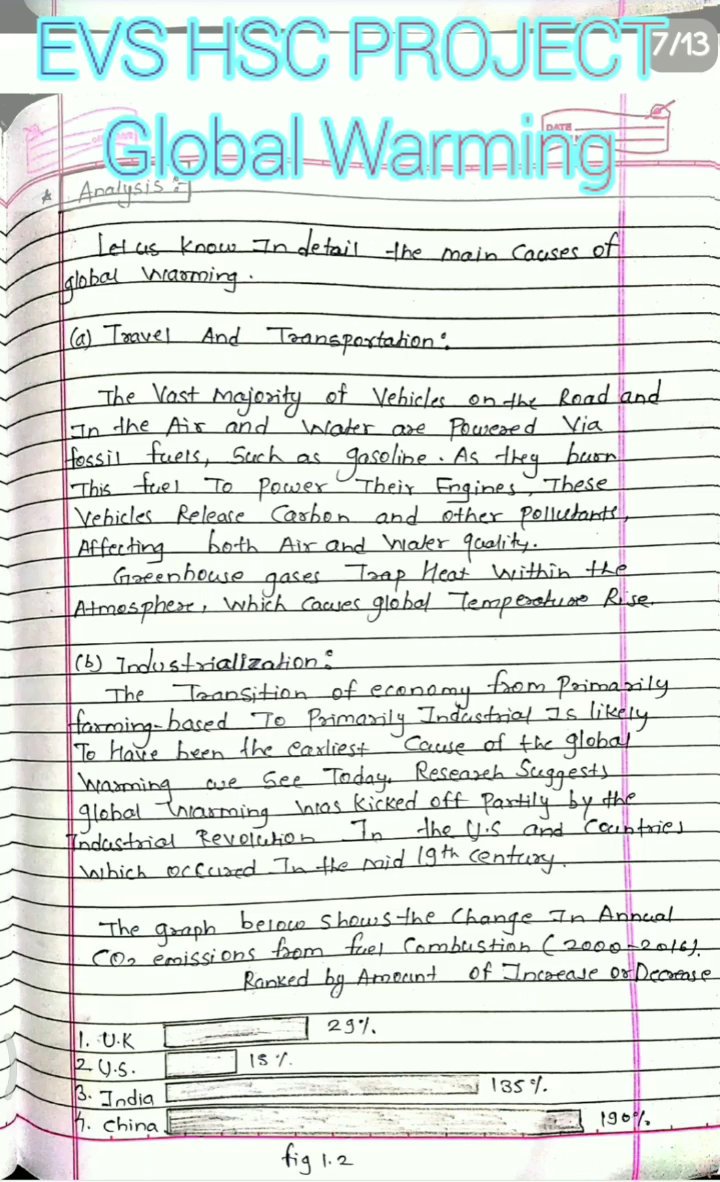 EVS HSC PROJECT
7/13
Global Warming
DATE
Analysis :-
Let us know In detail the main Causes of
global warming.
(a) Travel And Transportation :
The Vast Majority of Vehicles on the Road and
In the Air and Water are Powered Via
fossil fuels, Such as gasoline. As they burn
This fuel To Power Their Engines, These
Vehicles Release Carbon and other Pollutants,
Affecting both Air and Water quality.
Greenhouse gases Trap Heat Within the
Atmosphere, Which Causes global Temperature Rise.
(b) Industrialization :
The Transition of economy from Primarily
farming-based To Primarily Industrial Is likely
To Have been the earliest Cause of the global
Warming we See Today. Research Suggests
global Warming Was Kicked off Partily by the
Industrial Revolution In the U.S and Countries
Which occured In the mid 19th Century.
The graph below Shows the Change In Annual
CO2 emissions from fuel Combustion (2000-2016).
Ranked by Amount of Increase or Decrease
1. U.K 29%.
2. U.S. 15%.
3. India 135%.
4. China 190%
fig 1.2